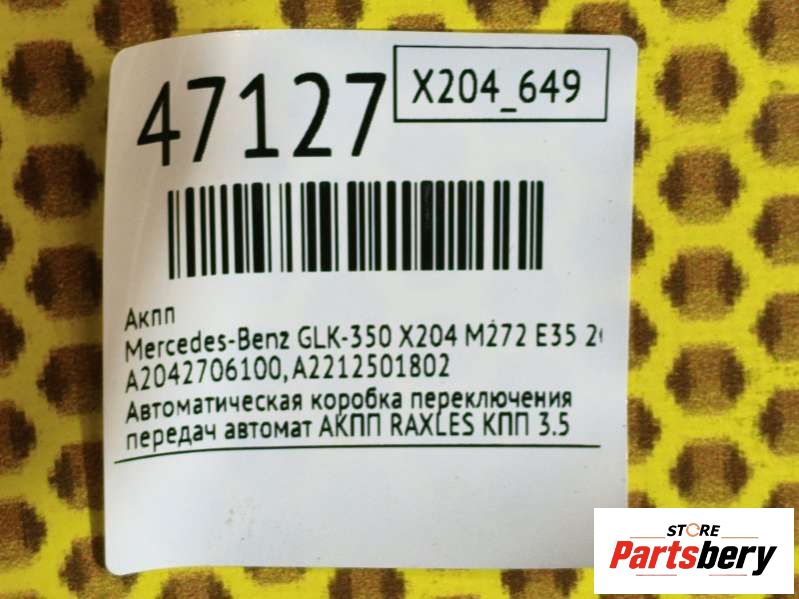 47127
X204_649
Акпп
Mercedes-Benz GLK-350 X204 M272 E35
A2042706100, A2212501802
Автоматическая коробка переключения
передач автомат АКПП RAXLES КПП 3.5
STORE
Partsbery